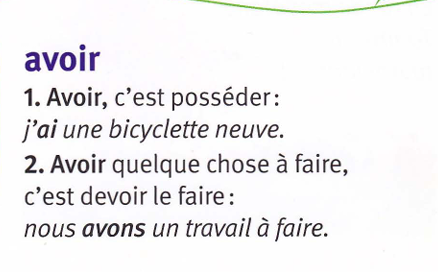 avoir
1. Avoir, c’est posséder :
j’ai une bicyclette neuve.
2. Avoir quelque chose à faire,
c’est devoir le faire :
nous avons un travail à faire.